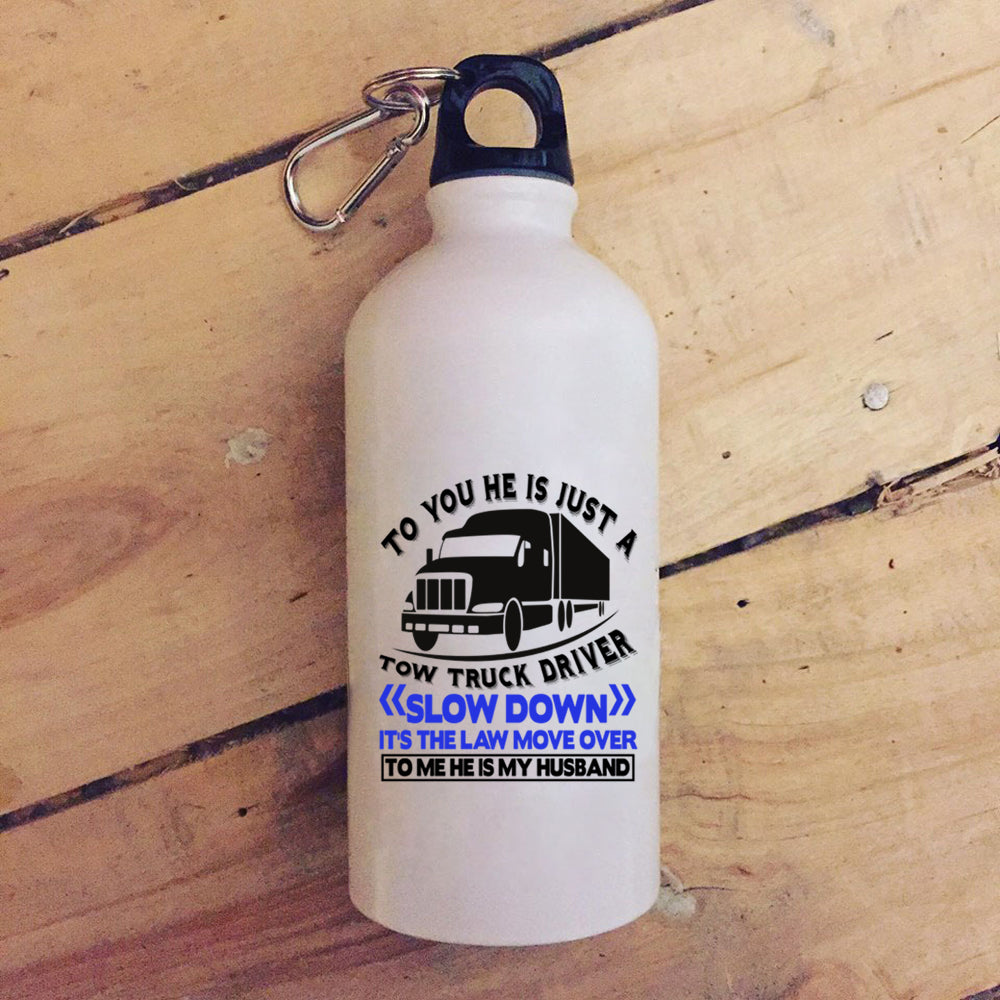 TO YOU HE IS JUST A
TOW TRUCK DRIVER
«SLOW DOWN»
IT'S THE LAW MOVE OVER
TO ME HE IS MY HUSBAND